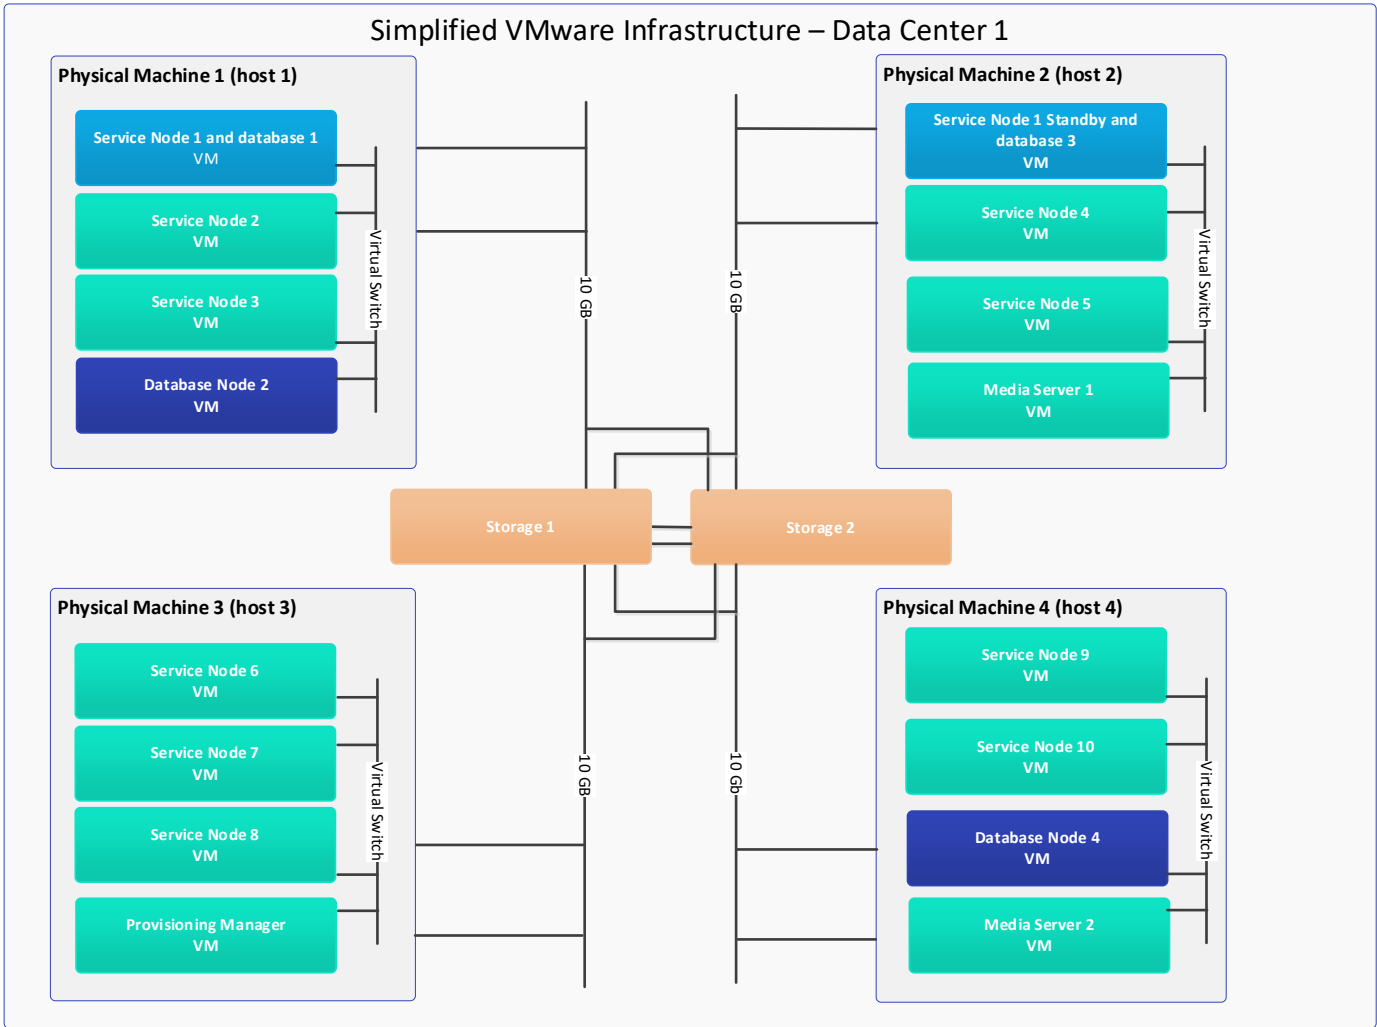 Simplified VMware Infrastructure – Data Center 1
Physical Machine 1 (host 1)
Service Node 1 and database 1
VM
Service Node 2
VM
Service Node 3
VM
Database Node 2
VM
Virtual Switch
10 GB
10 GB
Physical Machine 2 (host 2)
Service Node 1 Standby and
database 3
VM
Service Node 4
VM
Service Node 5
VM
Media Server 1
VM
Virtual Switch
Storage 1
Storage 2
Physical Machine 3 (host 3)
Service Node 6
VM
Service Node 7
VM
Service Node 8
VM
Provisioning Manager
VM
Virtual Switch
10 GB
10 Gb
Physical Machine 4 (host 4)
Service Node 9
VM
Service Node 10
VM
Database Node 4
VM
Media Server 2
VM
Virtual Switch